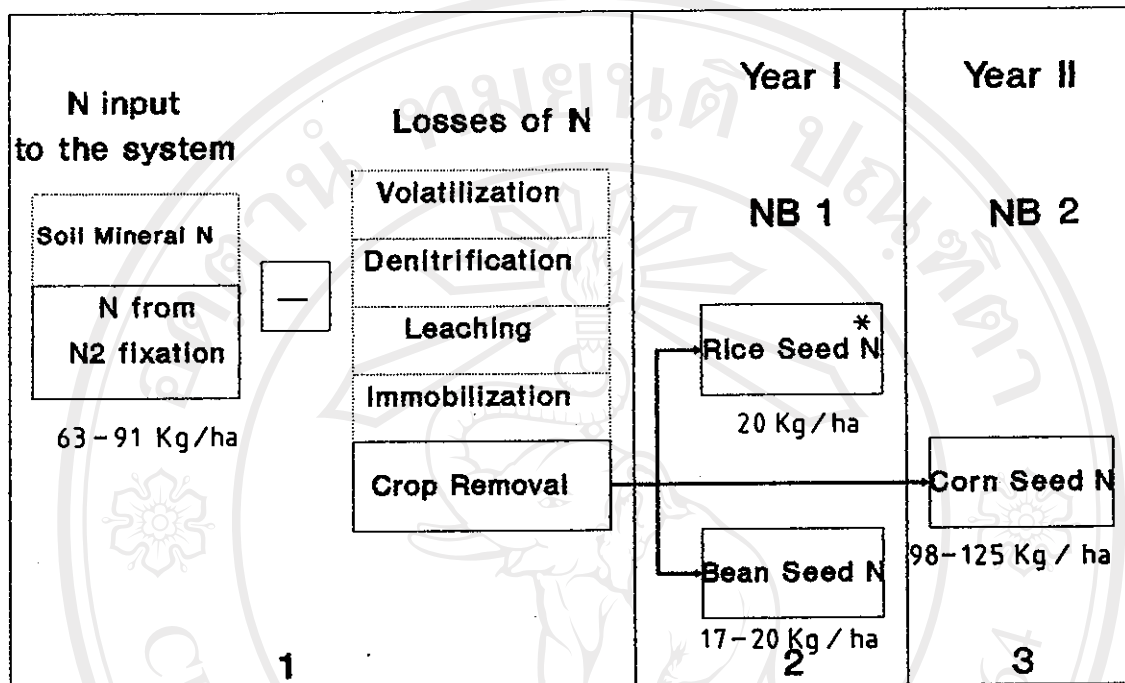 N input
to the system
Soil Mineral N
N from
N2 fixation
63-91 Kg/ha
—
Losses of N
Volatilization
Denitrification
Leaching
Immobilization
Crop Removal
1
Year I
NB 1
*
Rice Seed N
20 Kg/ha
Bean Seed N
17-20 Kg/ha
2
Year II
NB 2
Corn Seed N
98-125 Kg/ha
3